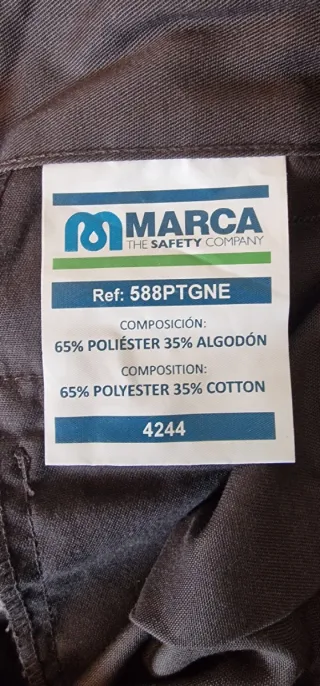 MARCA
THE SAFETY COMPANY
Ref: 588PTGNE
COMPOSICIÓN:
65% POLIÉSTER 35% ALGODÓN
COMPOSITION:
65% POLYESTER 35% COTTON
4244